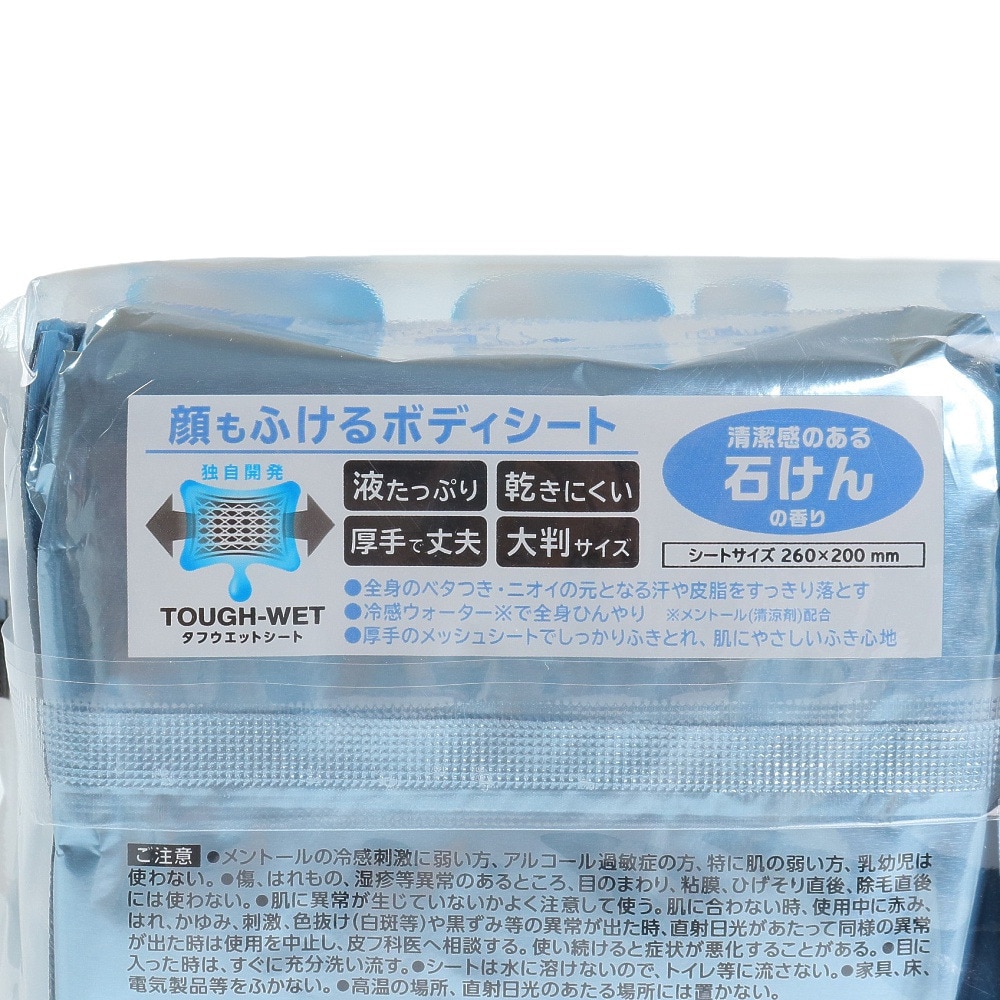 顔もふけるボディシート
独自開発
液たっぷり
乾きにくい
厚手で丈夫
大判サイズ
TOUGH-WET
タフウエットシート
清潔感のある
石けん
の香り
シートサイズ 260×200 mm
●全身のベタつき・ニオイの元となる汗や皮脂をすっきり落とす
●冷感ウォーター※で全身ひんやり ※メントール(清涼剤)配合
●厚手のメッシュシートでしっかりふきとれ、肌にやさしいふき心地
ご注意 ●メントールの冷感刺激に弱い方、アルコール過敏症の方、特に肌の弱い方、乳幼児は
使わない。●傷、はれもの、湿疹等異常のあるところ、目のまわり、粘膜、ひげそり直後、除毛直後
には使わない。●肌に異常が生じていないかよく注意して使う。肌に合わない時、使用中に赤み、
はれ、かゆみ、刺激、色抜け(白斑等)や黒ずみ等の異常が出た時、直射日光があたって同様の異常
が出た時は使用を中止し、皮フ科医へ相談する。使い続けると症状が悪化することがある。●目に
入った時は、すぐに充分洗い流す。●シートは水に溶けないので、トイレ等に流さない。●家具、床、
電気製品等をふかない。●高温の場所、直射日光のあたる場所には置かない。